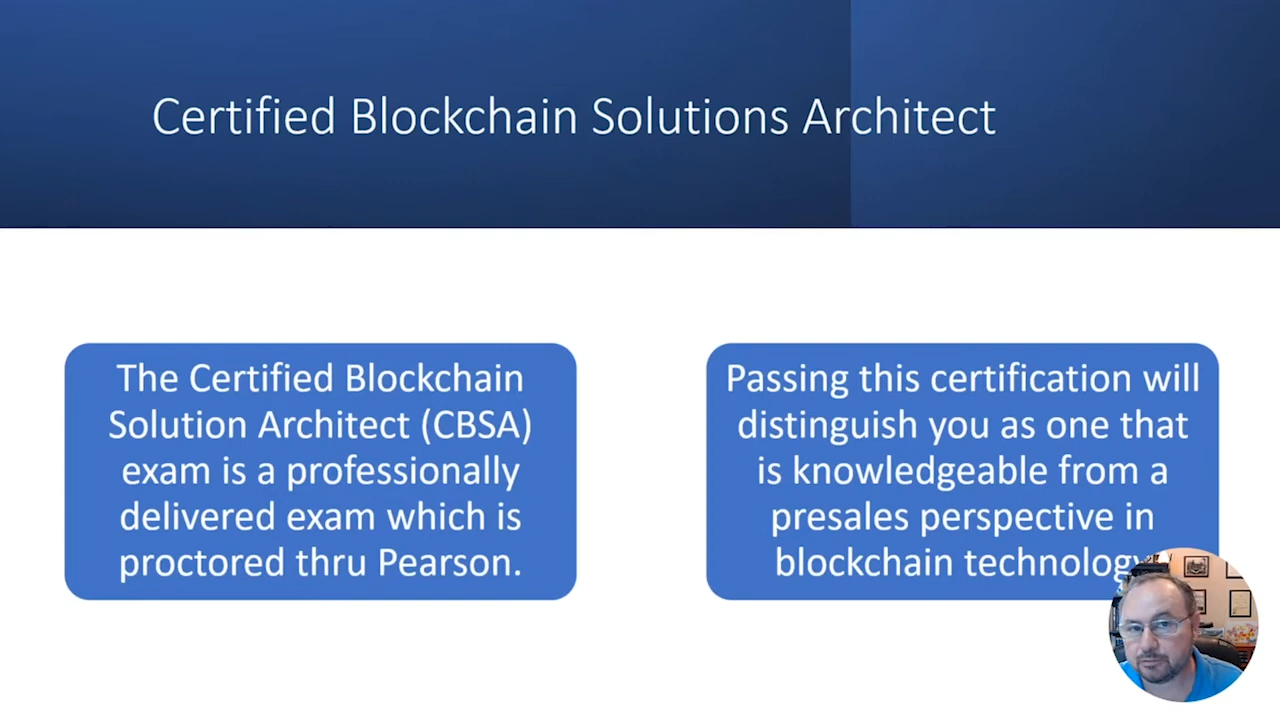 Certified Blockchain Solutions Architect
The Certified Blockchain
Solution Architect (CBSA)
exam is a professionally
delivered exam which is
proctored thru Pearson.
Passing this certification will
distinguish you as one that
is knowledgeable from a
presales perspective in
blockchain technology